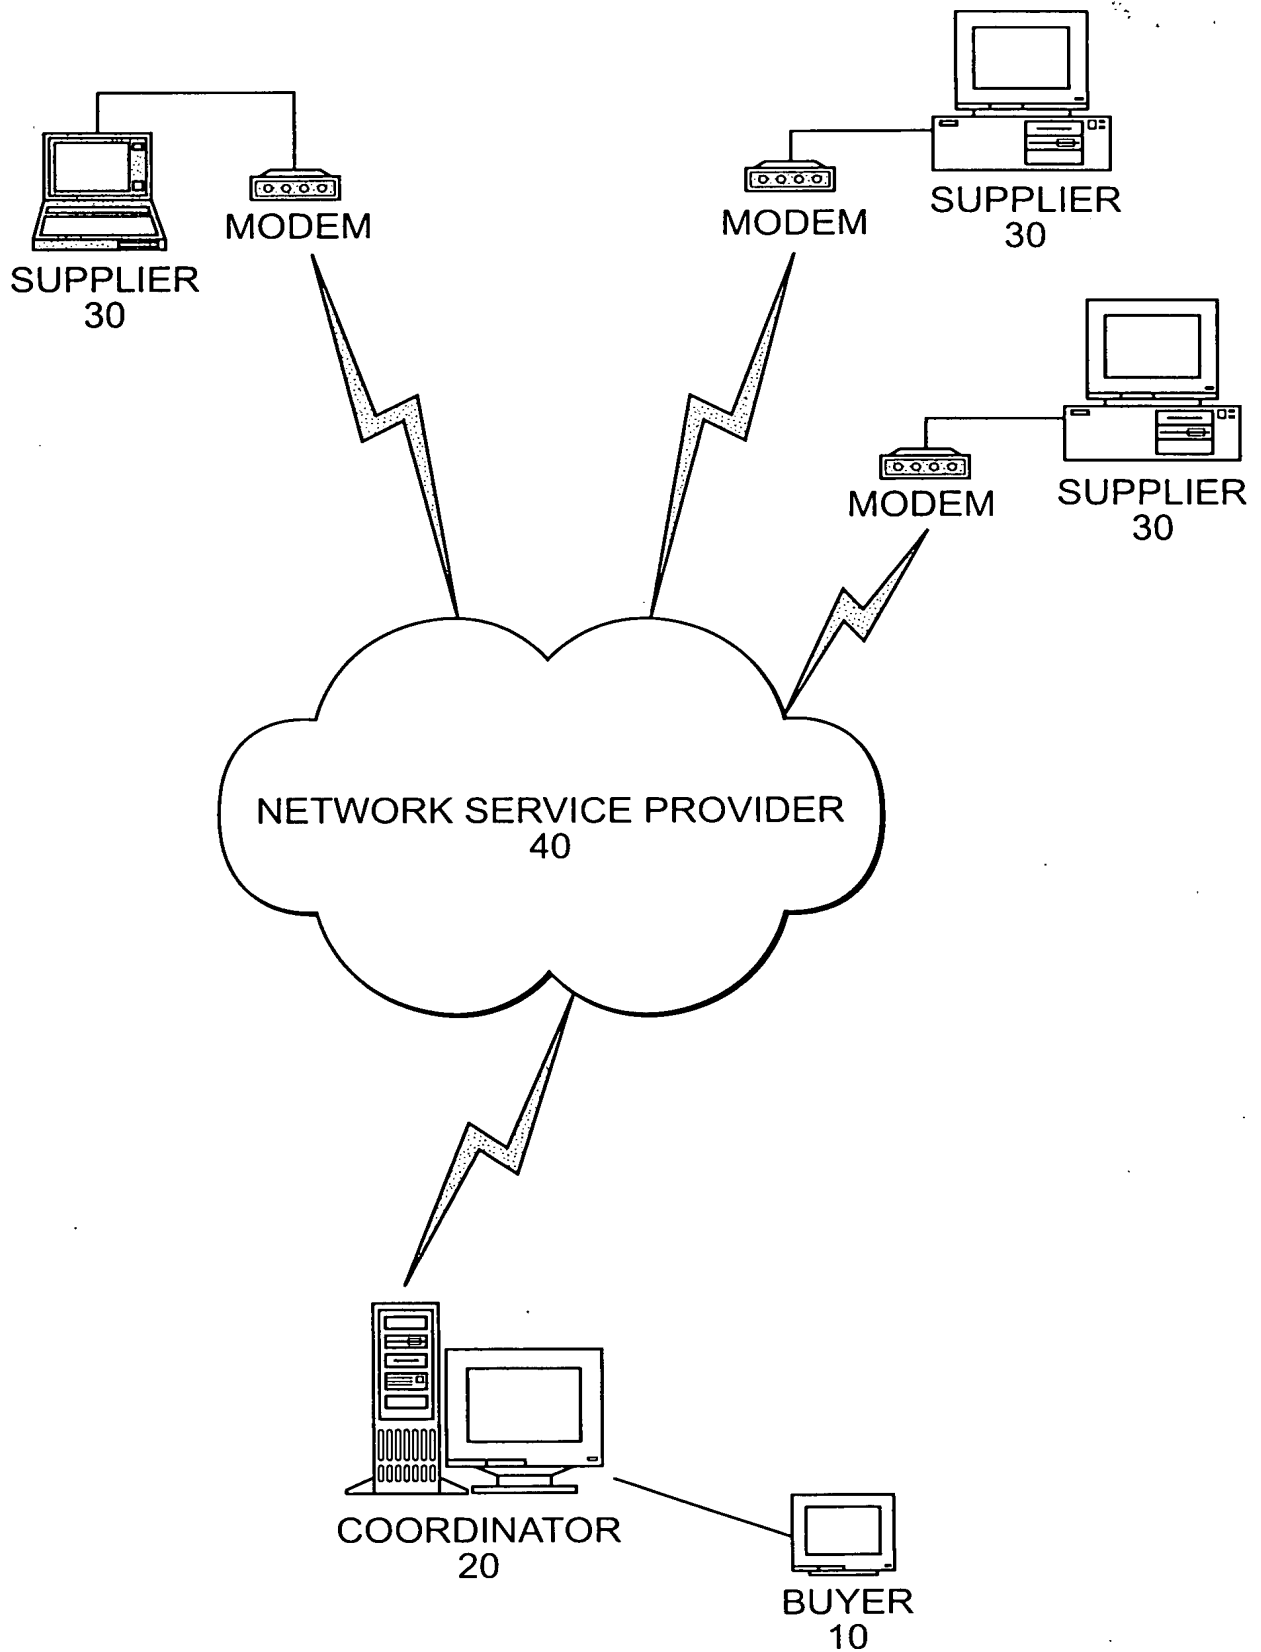 SUPPLIER
30
MODEM
MODEM
SUPPLIER
30
MODEM
SUPPLIER
30
NETWORK SERVICE PROVIDER
40
COORDINATOR
20
BUYER
10